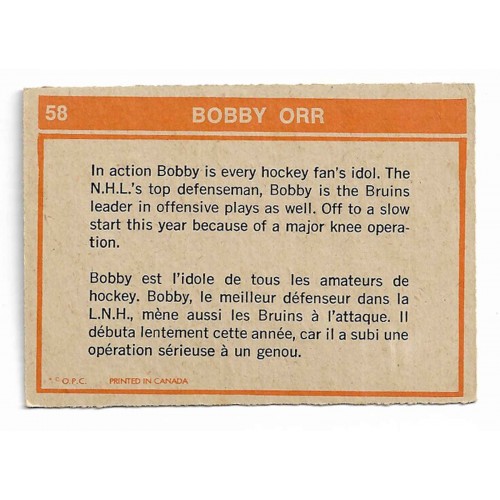 58 BOBBY ORR
In action Bobby is every hockey fan's idol. The
N.H.L.'s top defenseman, Bobby is the Bruins
leader in offensive plays as well. Off to a slow
start this year because of a major knee opera-
tion.
Bobby est l'idole de tous les amateurs de
hockey. Bobby, le meilleur défenseur dans la
L.N.H., mène aussi les Bruins à l'attaque. Il
débuta lentement cette année, car il a subi une
opération sérieuse à un genou.
* © O.P.C. PRINTED IN CANADA